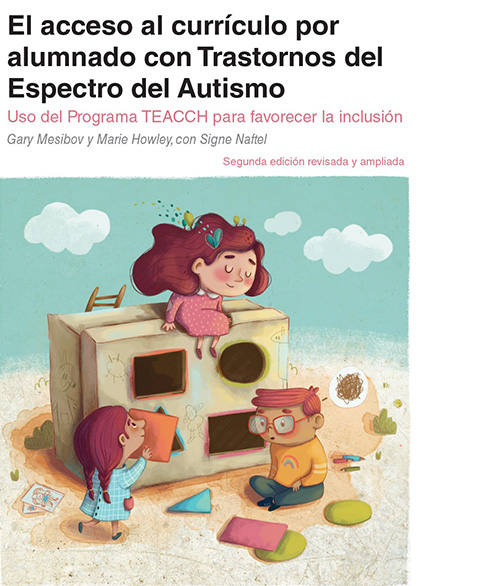 El acceso al currículo por
alumnado con Trastornos del
Espectro del Autismo
Uso del Programa TEACCH para favorecer la inclusión
Gary Mesibov y Marie Howley, con Signe Naftel
Segunda edición revisada y ampliada